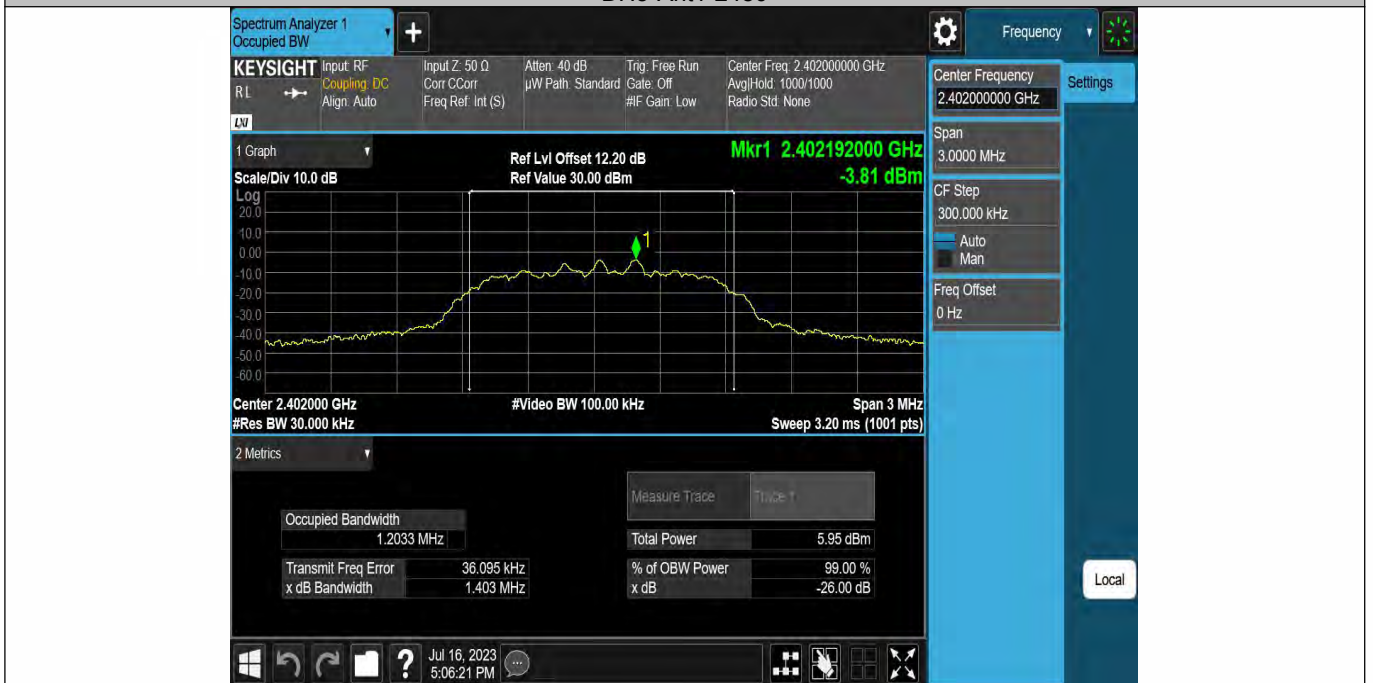 Spectrum Analyzer 1
Occupied BW
+
Frequency
KEYSIGHT
RL
LXI
Input: RF
Coupling: DC
Align: Auto
Input Z: 50 Ω
Corr CCorr
Freq Ref: Int (S)
Atten: 40 dB
µW Path: Standard
Trig: Free Run
Gate: Off
#IF Gain: Low
Center Freq: 2.402000000 GHz
Avg|Hold: 1000/1000
Radio Std: None
Center Frequency
2.402000000 GHz
Settings
Span
3.0000 MHz
CF Step
300.000 kHz
Auto
Man
Freq Offset
0 Hz
Local
1 Graph
Scale/Div 10.0 dB
Ref Lvl Offset 12.20 dB
Ref Value 30.00 dBm
Mkr1 2.402192000 GHz
-3.81 dBm
Log
20.0
10.0
0.00
-10.0
-20.0
-30.0
-40.0
-50.0
-60.0
1
Center 2.402000 GHz
#Video BW 100.00 kHz
Span 3 MHz
#Res BW 30.000 kHz
Sweep 3.20 ms (1001 pts)
2 Metrics
Measure Trace
Trace 1
Occupied Bandwidth
1.2033 MHz
Total Power 5.95 dBm
Transmit Freq Error 36.095 kHz
% of OBW Power 99.00 %
x dB Bandwidth 1.403 MHz
x dB -26.00 dB
?
Jul 16, 2023
5:06:21 PM